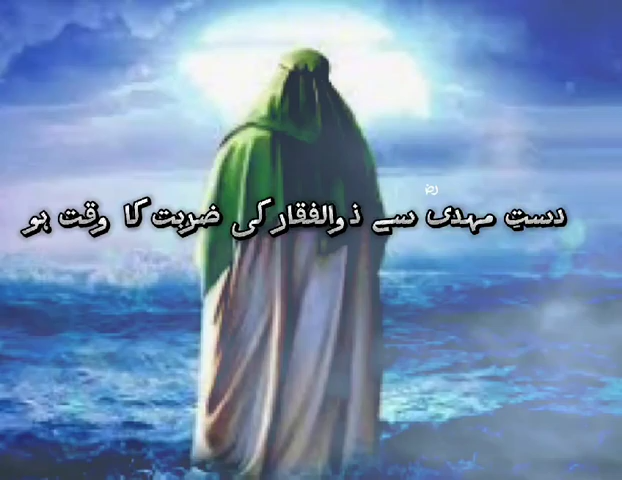 دستِ مہدیؓ سے ذوالفقار کی ضربت کا وقت ہو